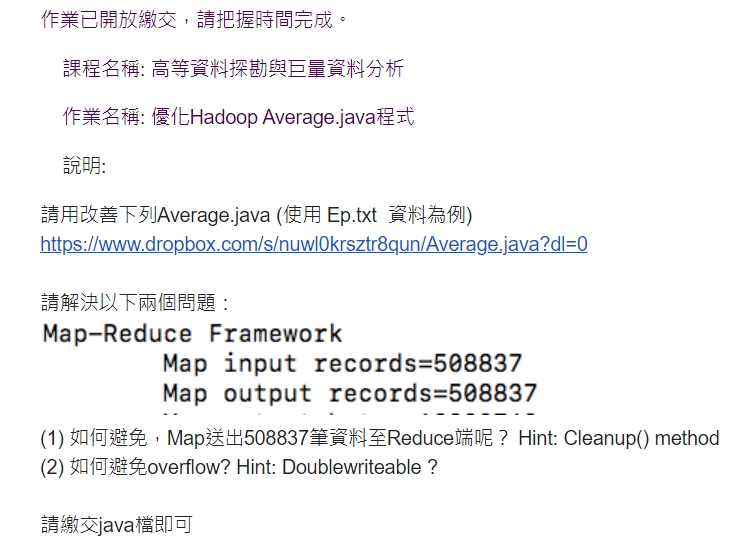 作業已開放繳交，請把握時間完成。
課程名稱: 高等資料探勘與巨量資料分析
作業名稱: 優化Hadoop Average.java程式
說明:
請用改善下列Average.java (使用 Ep.txt 資料為例)
https://www.dropbox.com/s/nuwl0krsztr8qun/Average.java?dl=0
請解決以下兩個問題：
Map-Reduce Framework
Map input records=508837
Map output records=508837
(1) 如何避免，Map送出508837筆資料至Reduce端呢？ Hint: Cleanup() method
(2) 如何避免overflow? Hint: Doublewriteable ?
請繳交java檔即可